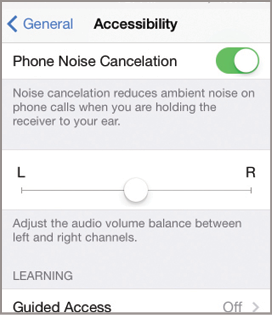 General
Accessibility
Phone Noise Cancelation
Noise cancelation reduces ambient noise on
phone calls when you are holding the
receiver to your ear.
L
R
Adjust the audio volume balance between
left and right channels.
LEARNING
Guided Access
Off